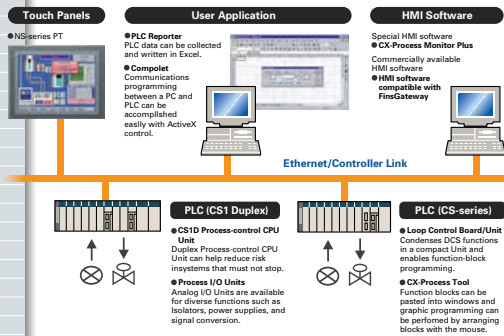 Touch Panels
●NS-series PT
User Application
●PLC Reporter
PLC data can be collected
and written in Excel.
●Compolet
Communications
programming
between a PC and
PLC can be
accomplished
easlly with ActiveX
control.
HMI Software
Special HMI software
●CX-Process Monitor Plus
Commercially available
HMI software
●HMI software
compatible with
FinsGateway
Ethernet/Controller Link
PLC (CS1 Duplex)
●CS1D Process-control CPU
Unit
Duplex Process-control CPU
Unit can help reduce risk
insystems that must not stop.
●Process I/O Units
Analog I/O Units are available
for diverse functions such as
Isolators, power supplies, and
signal conversion.
PLC (CS-series)
●Loop Control Board/Unit
Condenses DCS functions
in a compact Unit and
enables function-block
programming.
●CX-Process Tool
Function blocks can be
pasted into windows and
graphic programming can
be perfomed by arranging
blocks with the mouse.